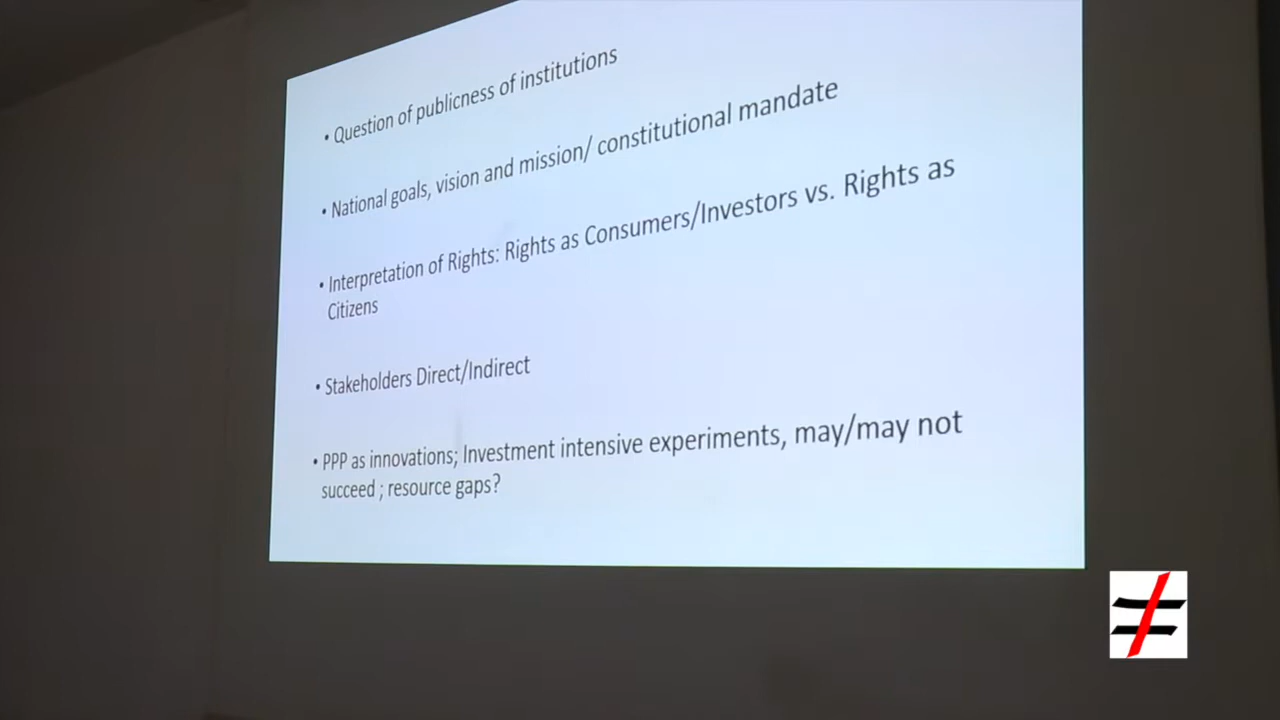 • Question of publicness of institutions
• National goals, vision and mission/ constitutional mandate
• Interpretation of Rights: Rights as Consumers/Investors vs. Rights as
Citizens
• Stakeholders Direct/Indirect
• PPP as innovations; Investment intensive experiments, may/may not
succeed ; resource gaps?